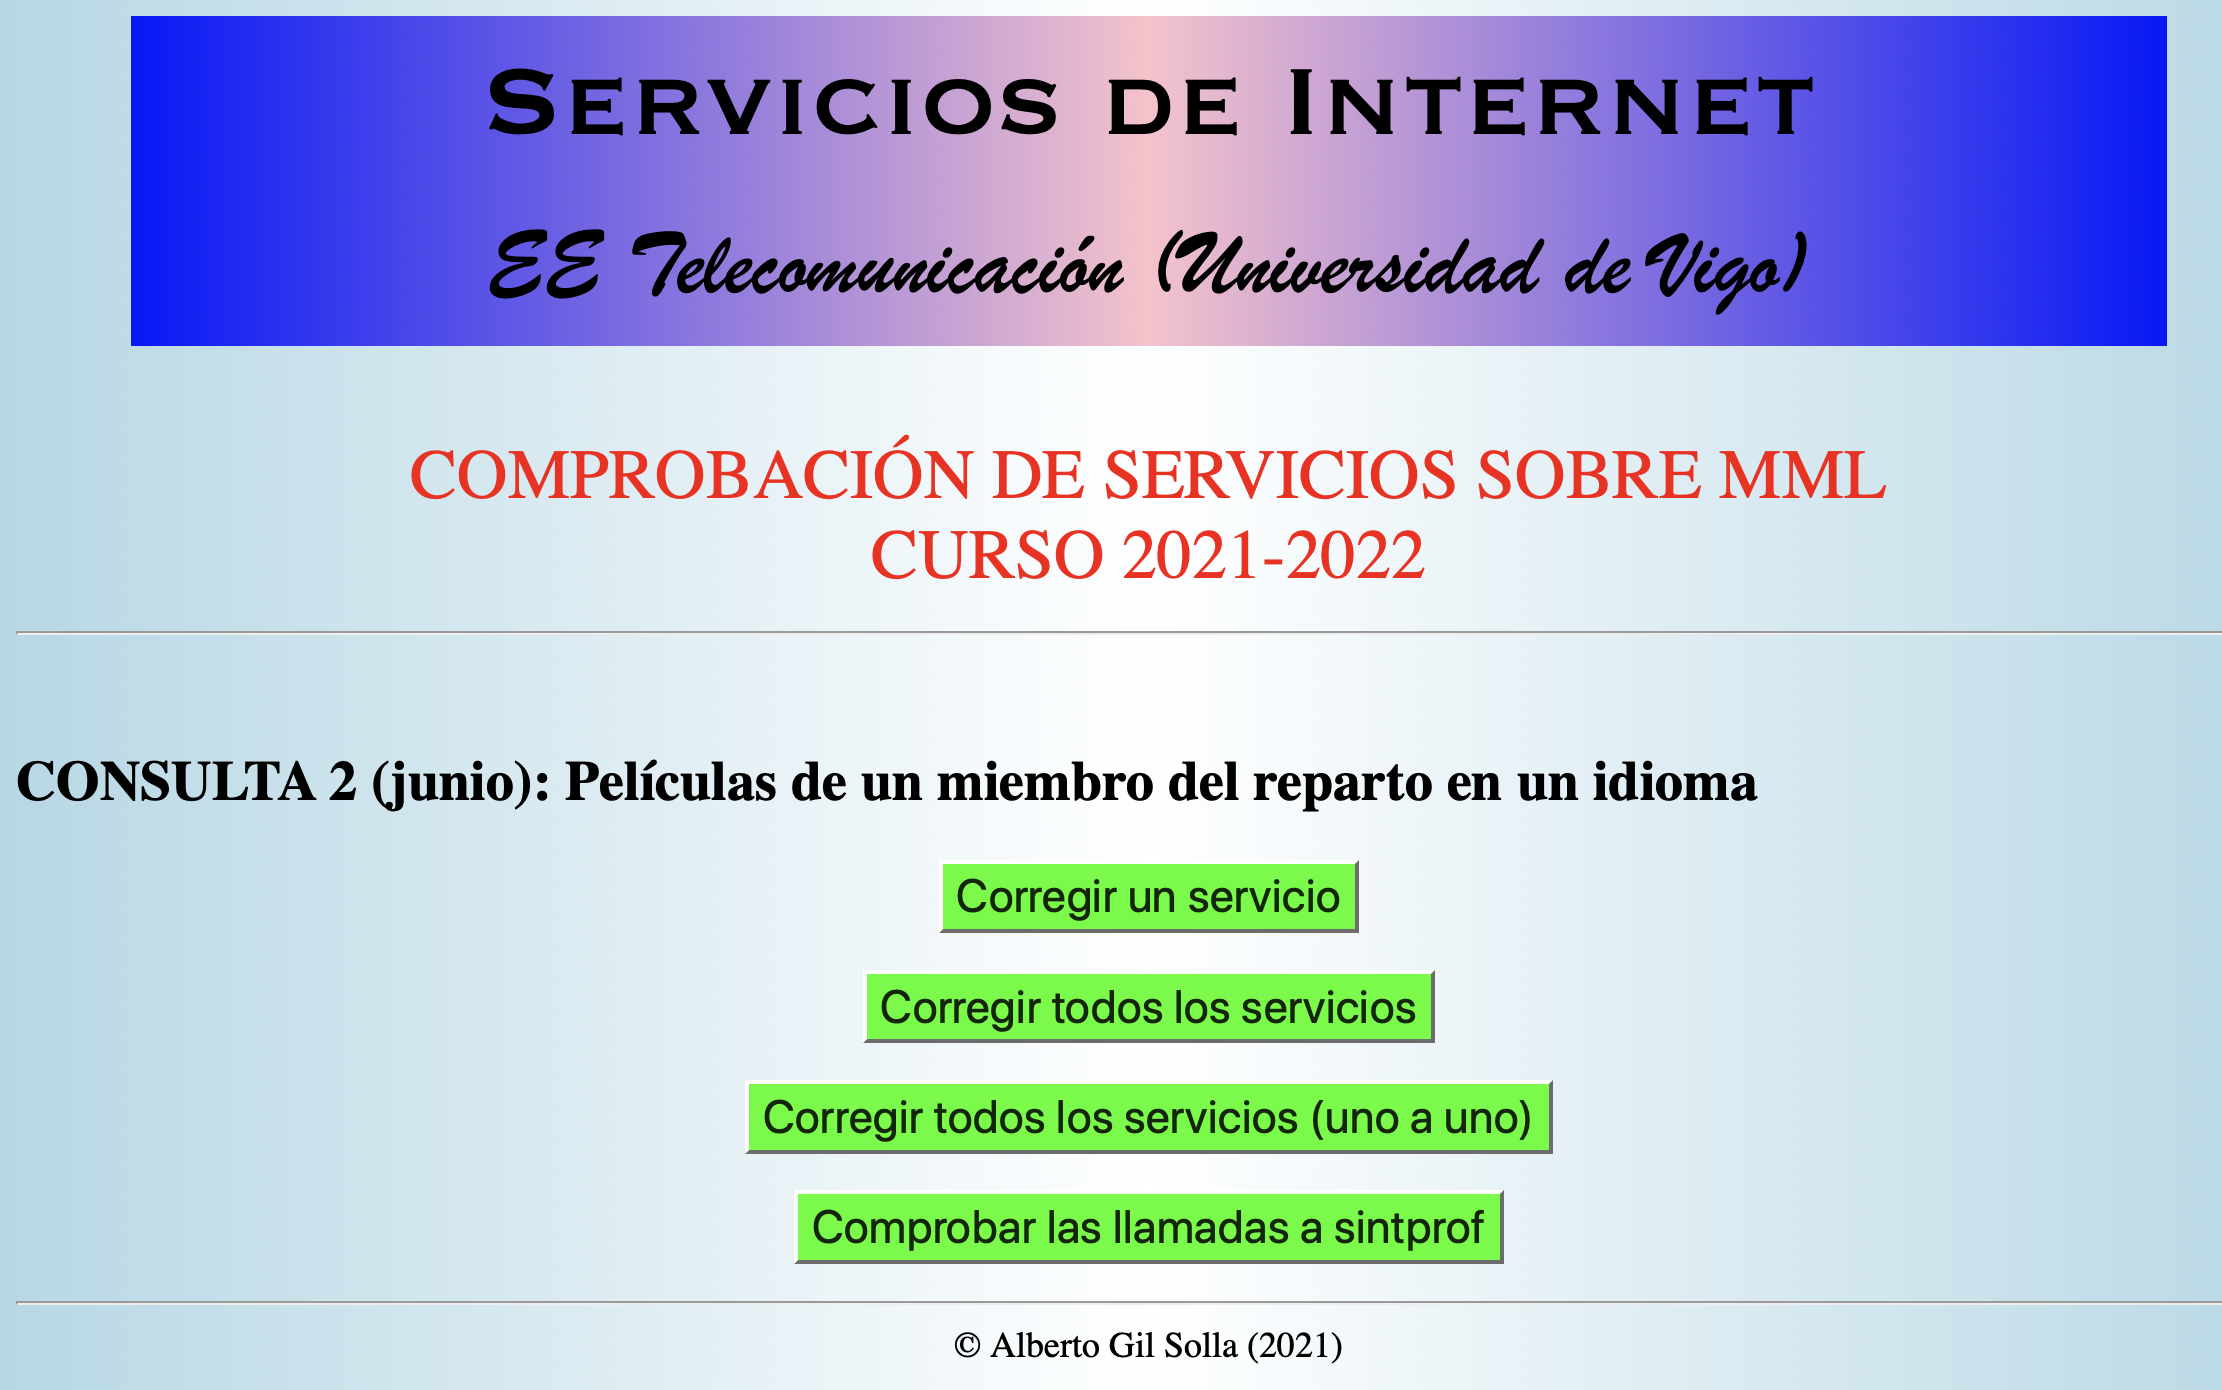 SERVICIOS DE INTERNET
EE Telecomunicación (Universidad de Vigo)
COMPROBACIÓN DE SERVICIOS SOBRE MML
CURSO 2021-2022
CONSULTA 2 (junio): Películas de un miembro del reparto en un idioma
Corregir un servicio
Corregir todos los servicios
Corregir todos los servicios (uno a uno)
Comprobar las llamadas a sintprof
© Alberto Gil Solla (2021)